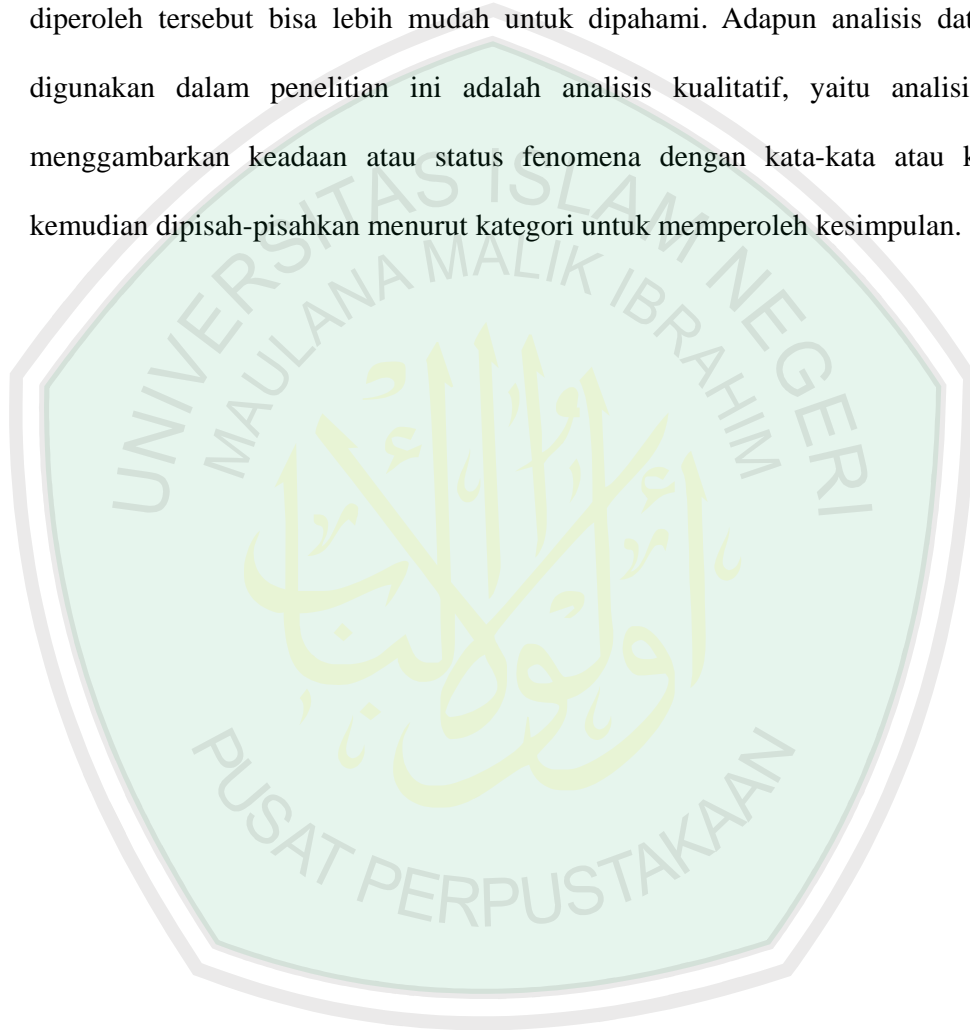 diperoleh tersebut bisa lebih mudah untuk dipahami. Adapun analisis dat
digunakan dalam penelitian ini adalah analisis kualitatif, yaitu analisi
menggambarkan keadaan atau status fenomena dengan kata-kata atau k
kemudian dipisah-pisahkan menurut kategori untuk memperoleh kesimpulan.
UNIVERSITAS ISLAM NEGERI
MAULANA MALIK IBRAHIM
أولو الألباب
PUSAT PERPUSTAKAAN